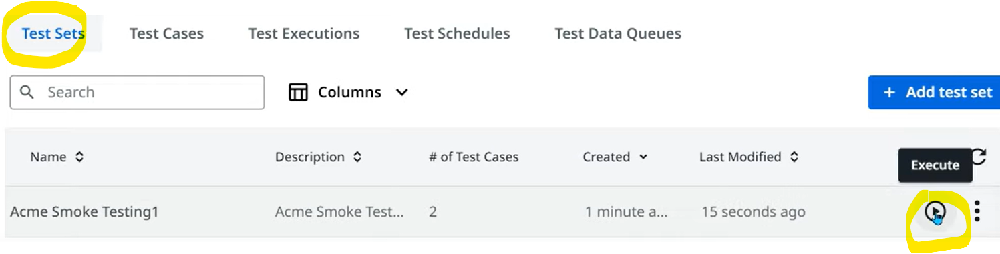 Test Sets Test Cases Test Executions Test Schedules Test Data Queues
Search Columns + Add test set
Name Description # of Test Cases Created Last Modified
Execute
Acme Smoke Testing1 Acme Smoke Test... 2 1 minute a... 15 seconds ago